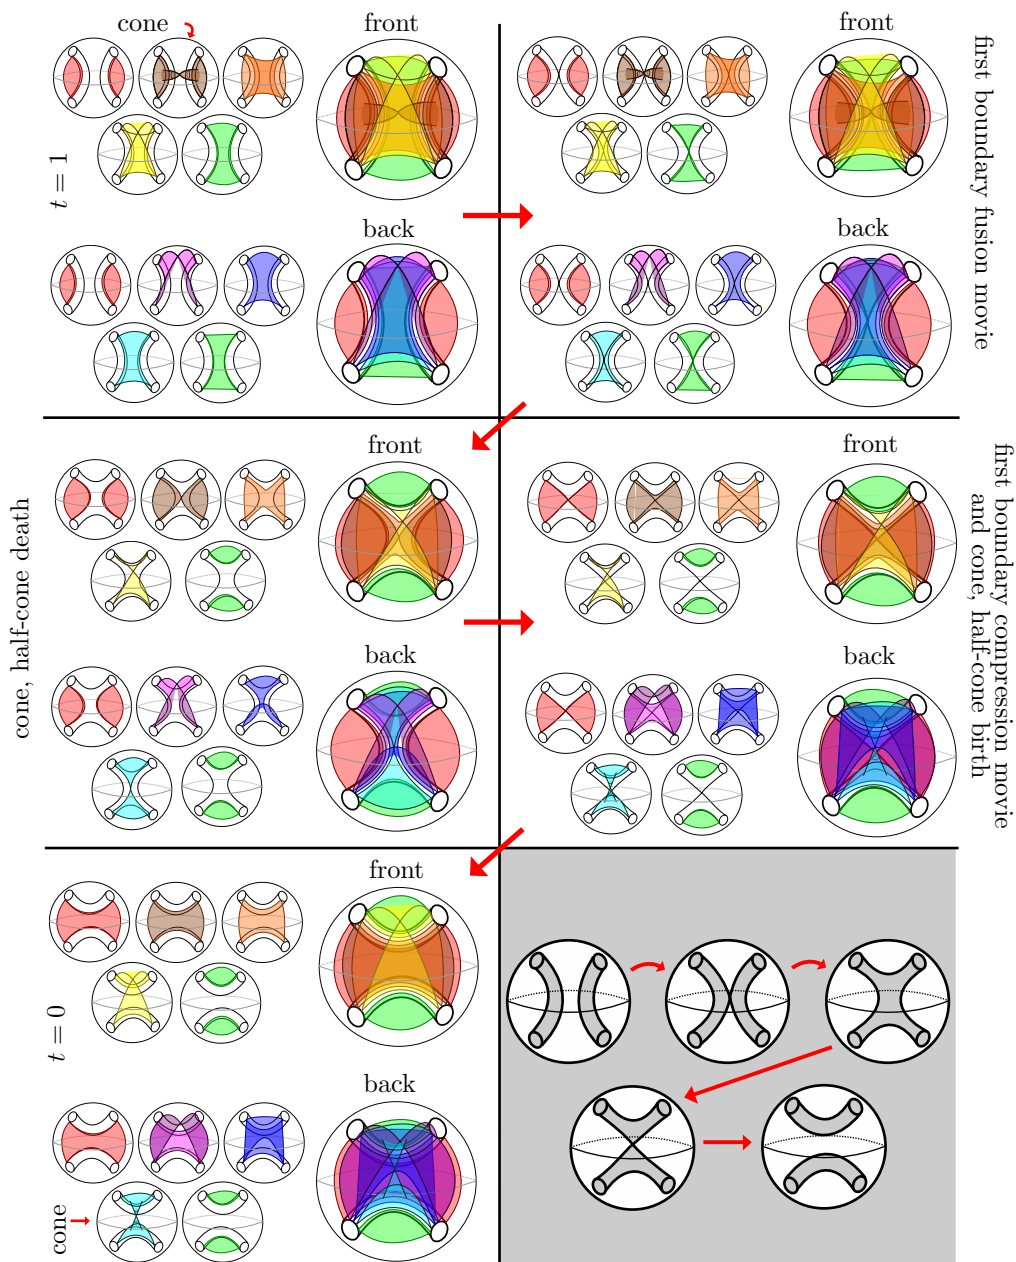 cone
front
front
t = 1
first boundary fusion movie
back
back
front
front
cone, half-cone death
first boundary compression movie
and cone, half-cone birth
back
back
front
t = 0
back
cone